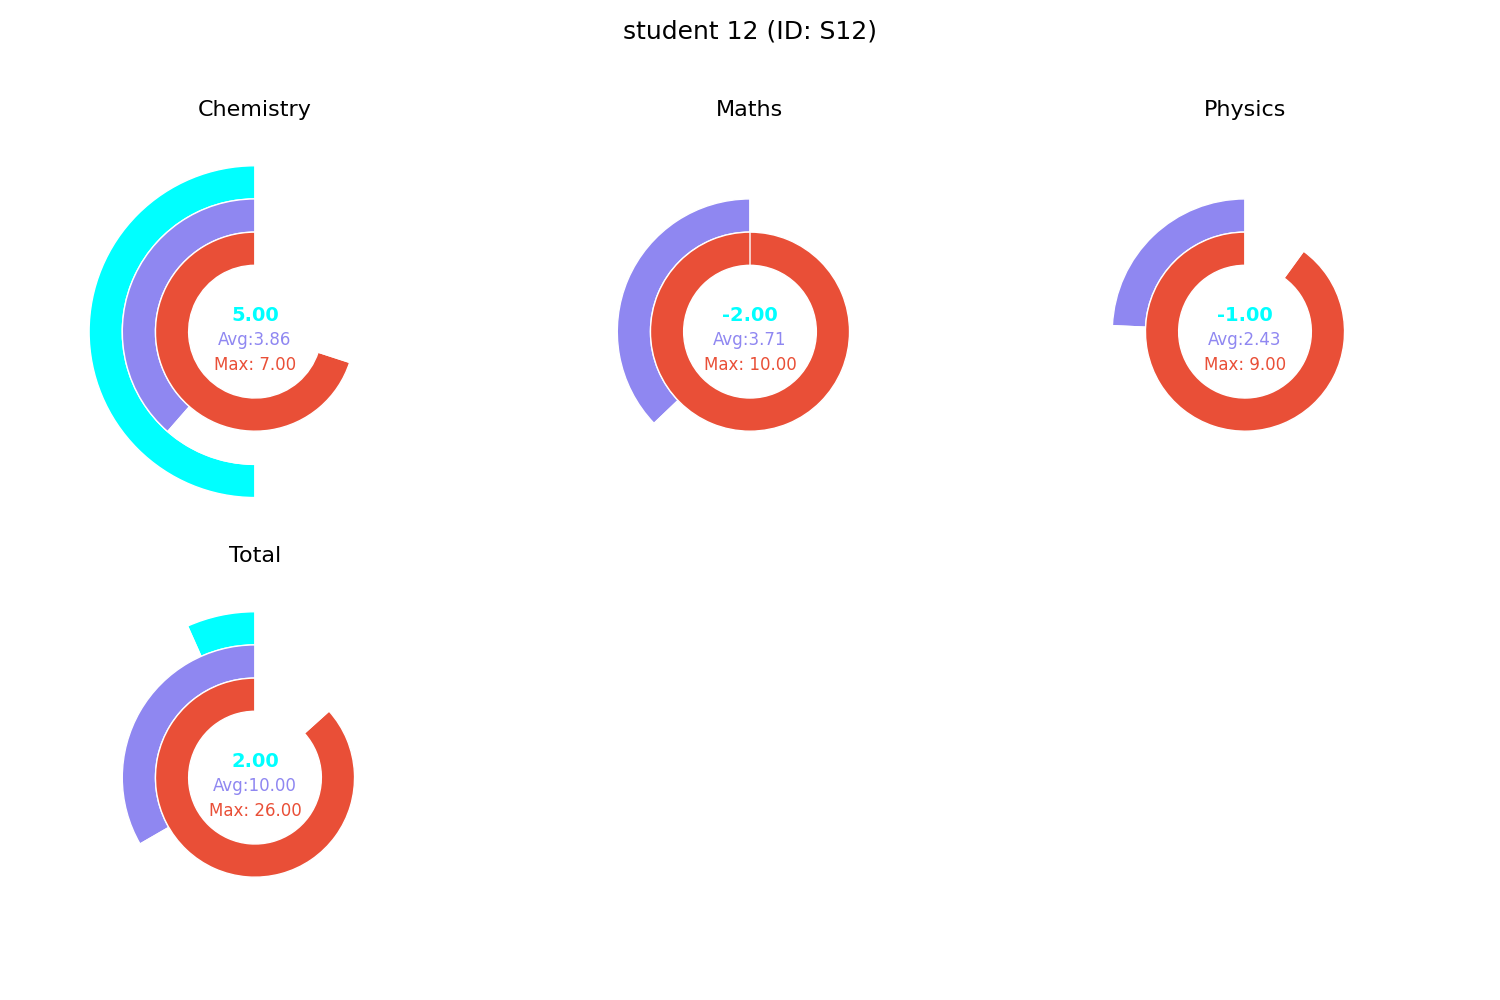 student 12 (ID: S12)
Chemistry
5.00
Avg:3.86
Max: 7.00
Maths
-2.00
Avg:3.71
Max: 10.00
Physics
-1.00
Avg:2.43
Max: 9.00
Total
2.00
Avg:10.00
Max: 26.00